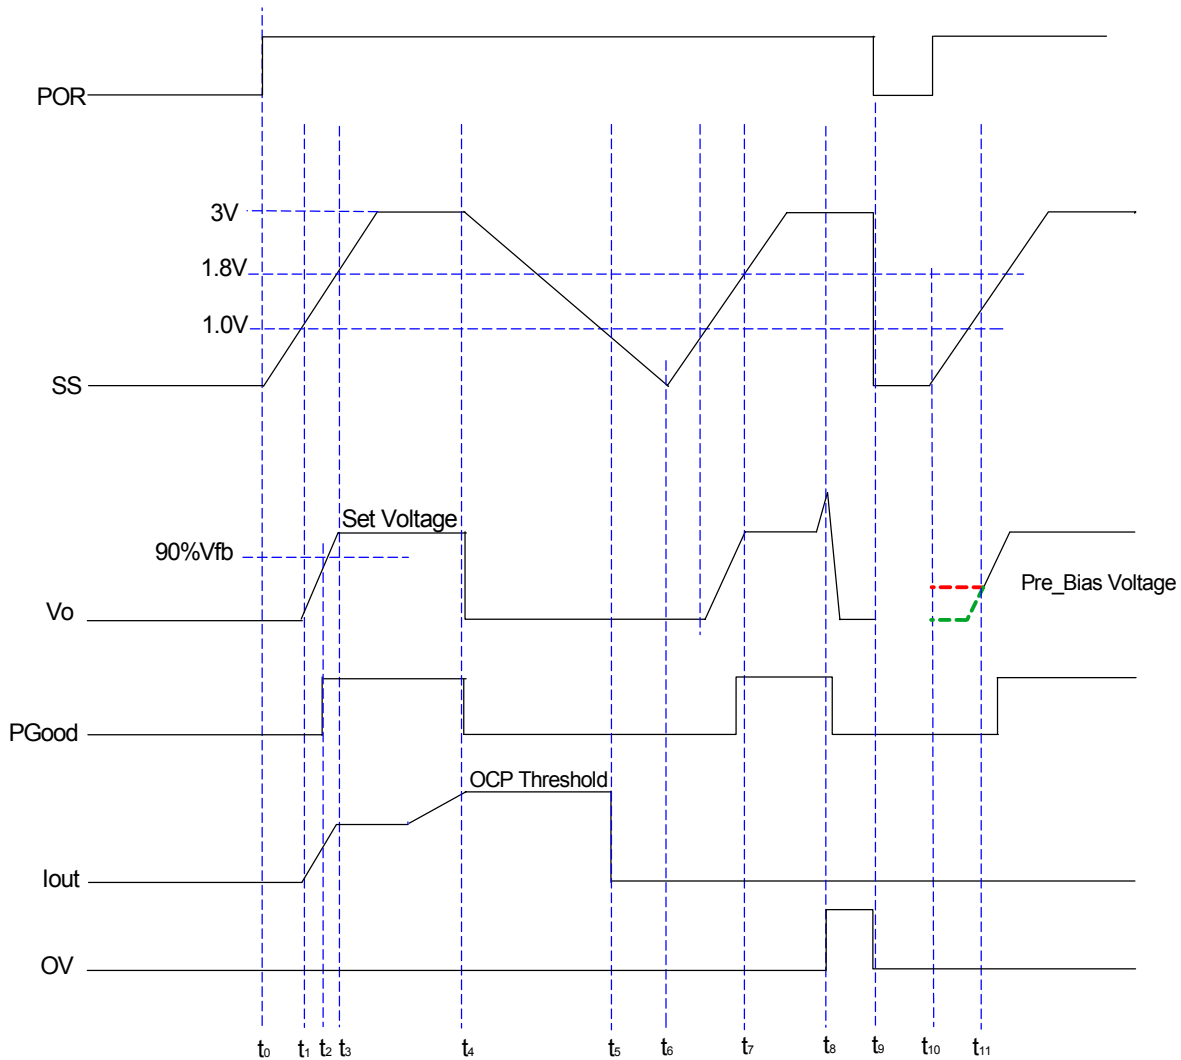 POR
3V
1.8V
1.0V
SS
Set Voltage
90%Vfb
Pre_Bias Voltage
Vo
PGood
OCP Threshold
Iout
OV
t0 t1 t2 t3 t4 t5 t6 t7 t8 t9 t10 t11